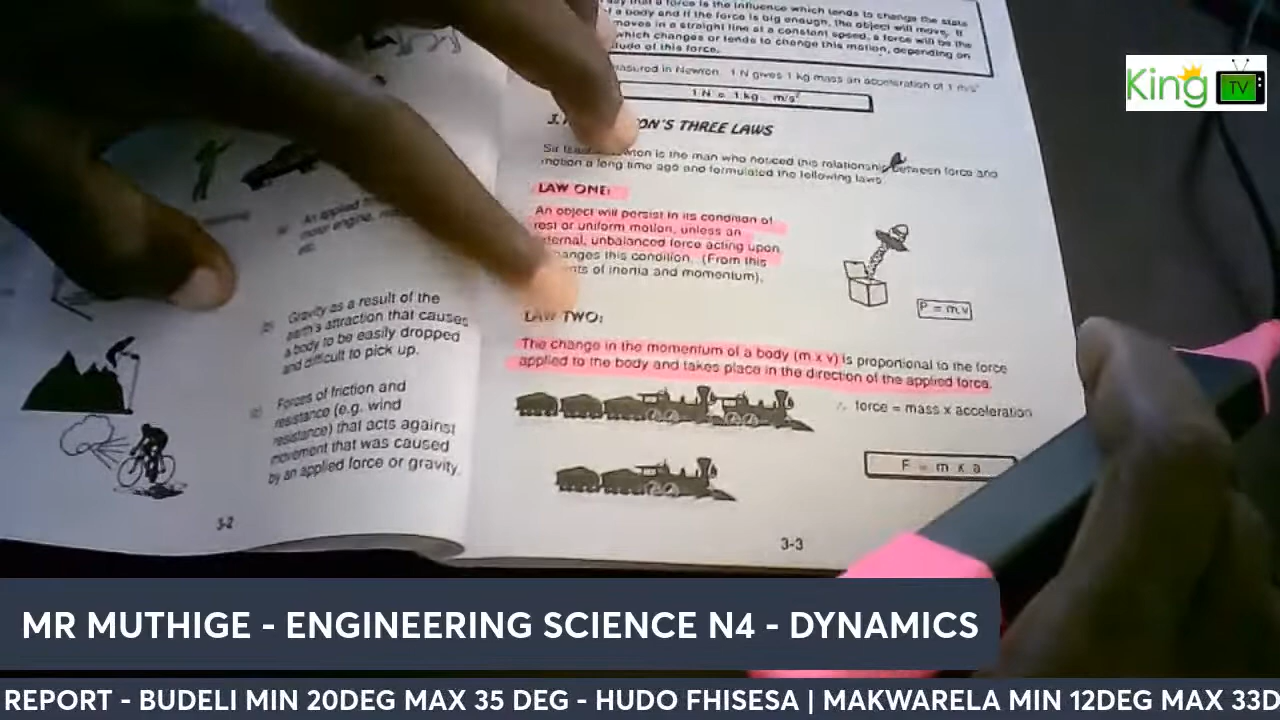 say that a force is the influence which tends to change the state
of a body and if the force is big enough, the object will move. If
moves in a straight line at a constant speed, a force will be the
which changes or tends to change this motion, depending on
of this force.
measured in Newton. 1 N gives 1 kg mass an acceleration of 1 m/s²
1 N = 1 kg . m/s²
NEWTON'S THREE LAWS
Sir Newton is the man who noticed this relationship between force and
motion a long time ago and formulated the following laws
LAW ONE:
An object will persist in its condition of
rest or uniform motion, unless an
external, unbalanced force acting upon
changes this condition. (From this
of inertia and momentum).
P = m.v
LAW TWO:
The change in the momentum of a body (m x v) is proportional to the force
applied to the body and takes place in the direction of the applied force.
∴ force = mass x acceleration
F = m x a
3-3
An applied
motor engine,
etc.
(b) Gravity as a result of the
earth's attraction that causes
a body to be easily dropped
and difficult to pick up.
(c) Forces of friction and
resistance (e.g. wind
resistance) that acts against
movement that was caused
by an applied force or gravity.
3-2
King TV
MR MUTHIGE - ENGINEERING SCIENCE N4 - DYNAMICS
REPORT - BUDELI MIN 20DEG MAX 35 DEG - HUDO FHISESA | MAKWARELA MIN 12DEG MAX 33D